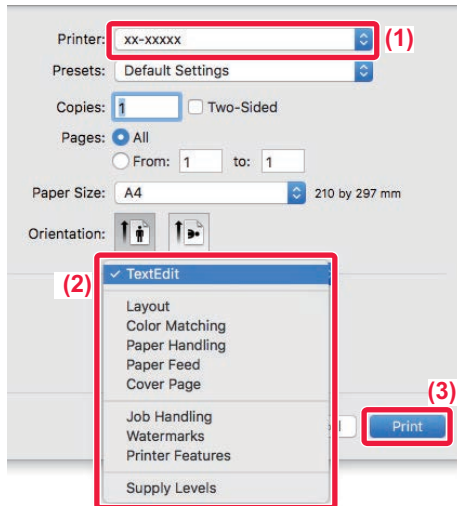 Printer: xx-xxxxx (1)
Presets: Default Settings
Copies: 1 Two-Sided
Pages: All
From: 1 to: 1
Paper Size: A4 210 by 297 mm
Orientation:
(2) ✓ TextEdit
Layout
Color Matching
Paper Handling
Paper Feed
Cover Page
(3)
Job Handling
Watermarks Print
Printer Features
Supply Levels